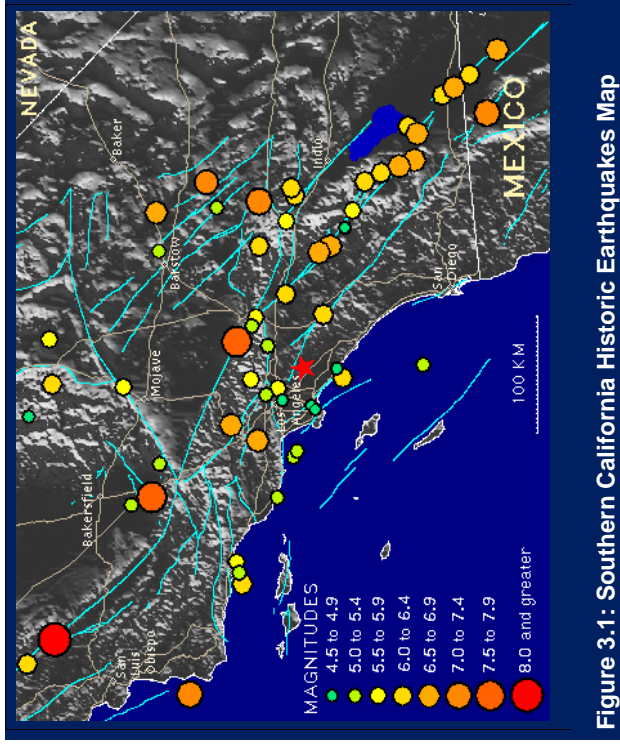 NEVADA
Baker
Barstow
Mojave
Bakersfield
San
Luis
Obispo
Los
Angeles
Indio
San
Diego
MEXICO
100 KM
MAGNITUDES
4.5 to 4.9
5.0 to 5.4
5.5 to 5.9
6.0 to 6.4
6.5 to 6.9
7.0 to 7.4
7.5 to 7.9
8.0 and greater
Figure 3.1: Southern California Historic Earthquakes Map